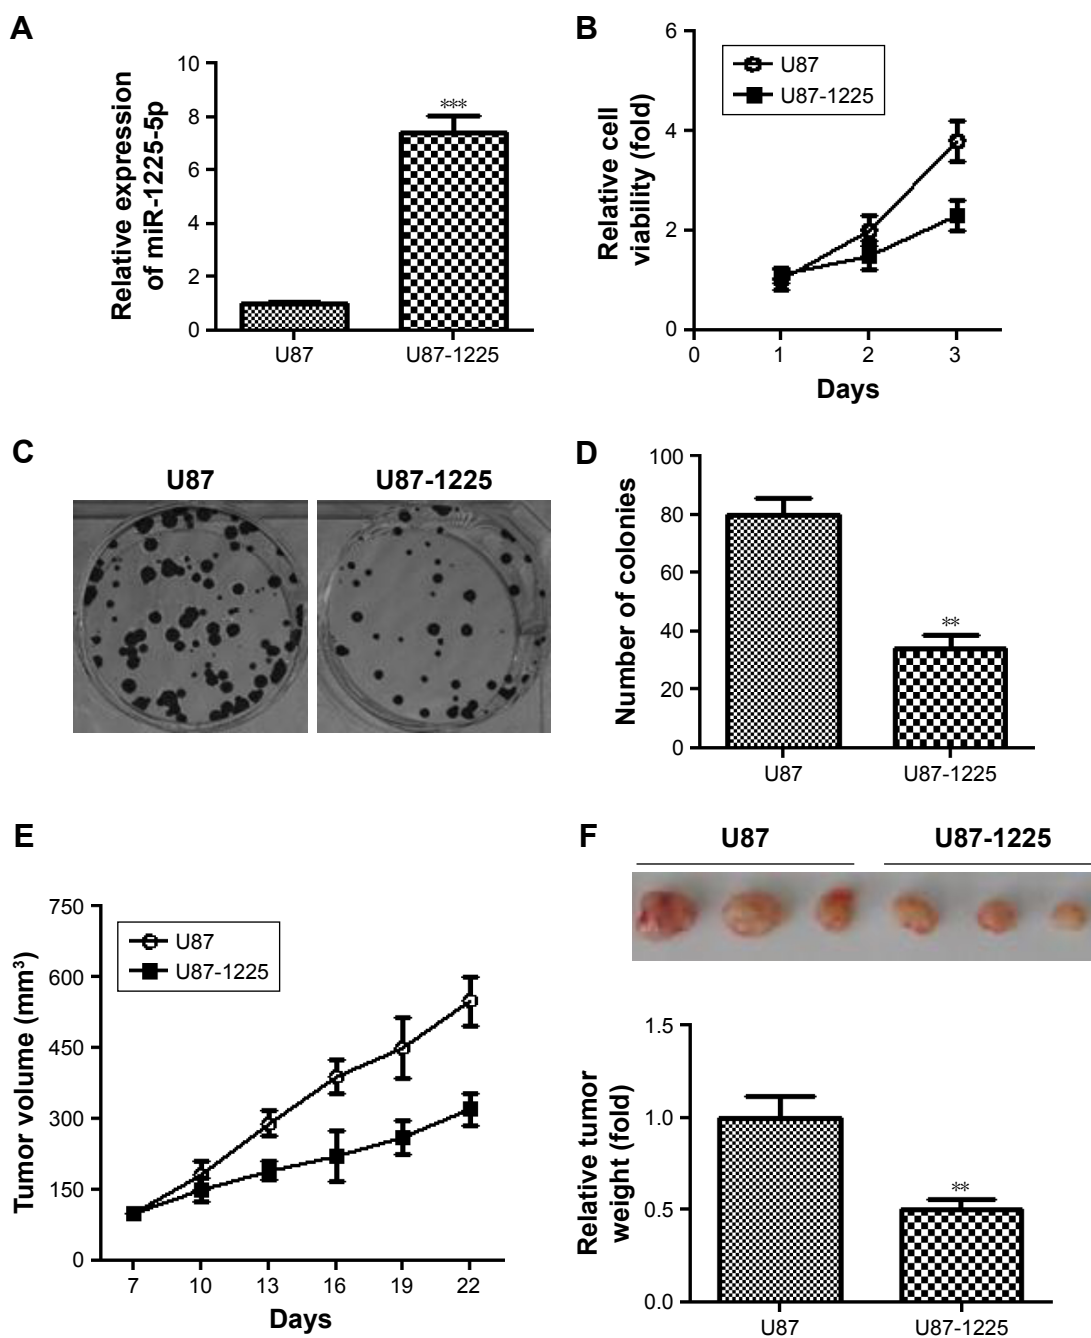 A
Relative expression
of miR-1225-5p
10
8
6
4
2
0
***
U87
U87-1225
B
Relative cell
viability (fold)
6
4
2
0
U87
U87-1225
0
1
2
3
Days
C
U87
U87-1225
D
Number of colonies
100
80
60
40
20
0
**
U87
U87-1225
E
Tumor volume (mm³)
750
600
450
300
150
0
U87
U87-1225
7
10
13
16
19
22
Days
F
U87
U87-1225
Relative tumor
weight (fold)
1.5
1.0
0.5
0.0
**
U87
U87-1225